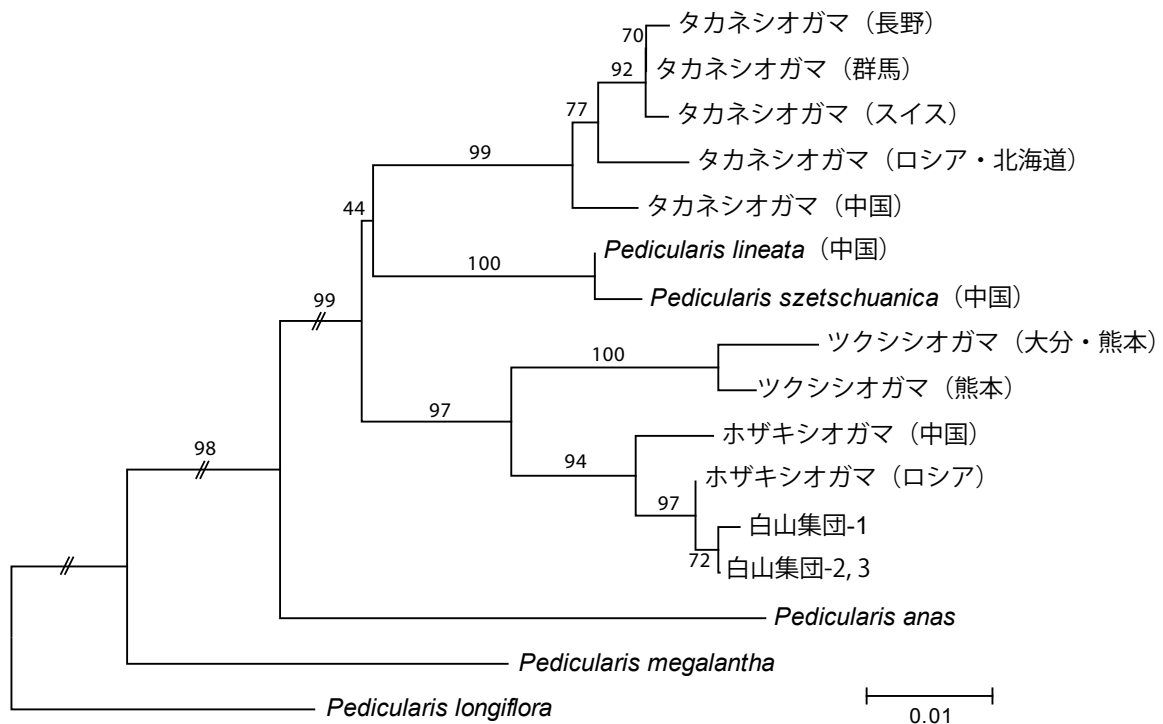 タカネシオガマ（長野）
70
92
タカネシオガマ（群馬）
77
タカネシオガマ（スイス）
99
タカネシオガマ（ロシア・北海道）
44
タカネシオガマ（中国）
100
Pedicularis lineata（中国）
Pedicularis szetschuanica（中国）
99
ツクシシオガマ（大分・熊本）
100
ツクシシオガマ（熊本）
97
ホザキシオガマ（中国）
98
94
ホザキシオガマ（ロシア）
97
白山集団-1
72
白山集団-2, 3
Pedicularis anas
Pedicularis megalantha
Pedicularis longiflora
0.01